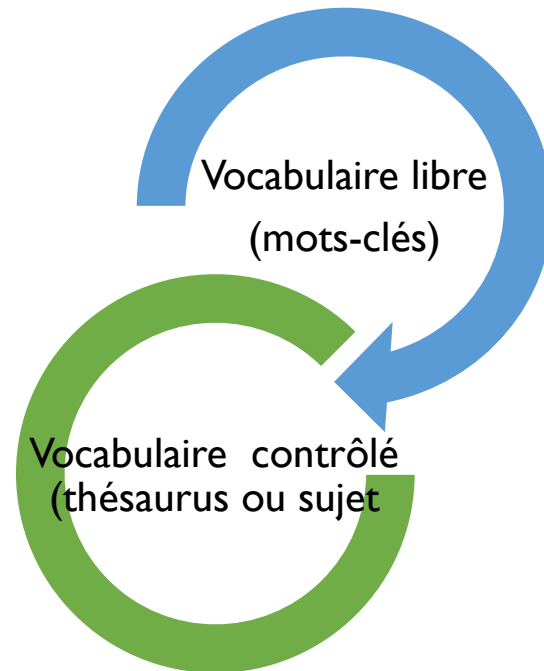 Vocabulaire libre
(mots-clés)
Vocabulaire contrôlé
(thésaurus ou sujet